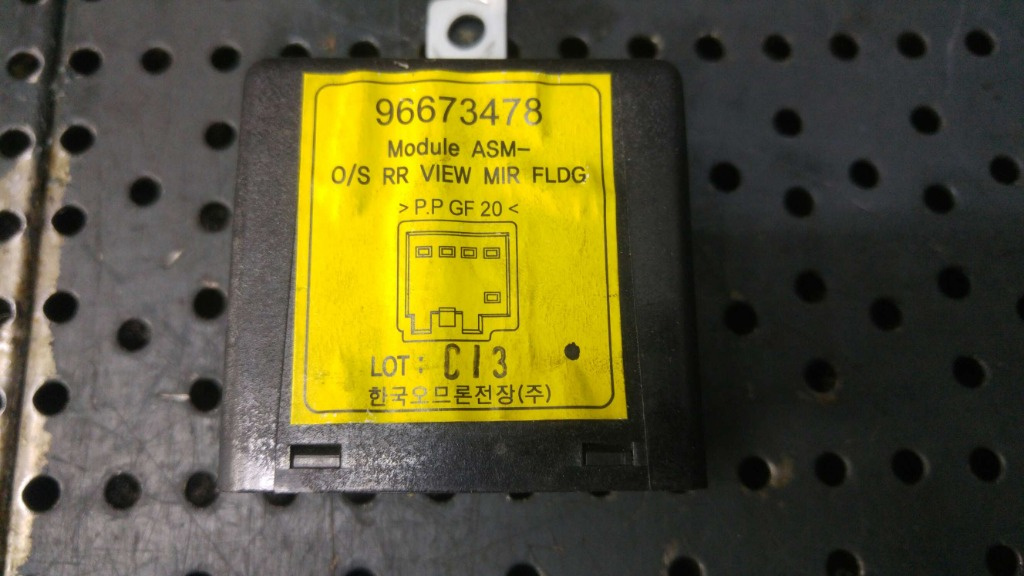 96673478
Module ASM-
O/S RR VIEW MIR FLDG
>P.P GF 20<
LOT: C13
한국오므론전장(주)